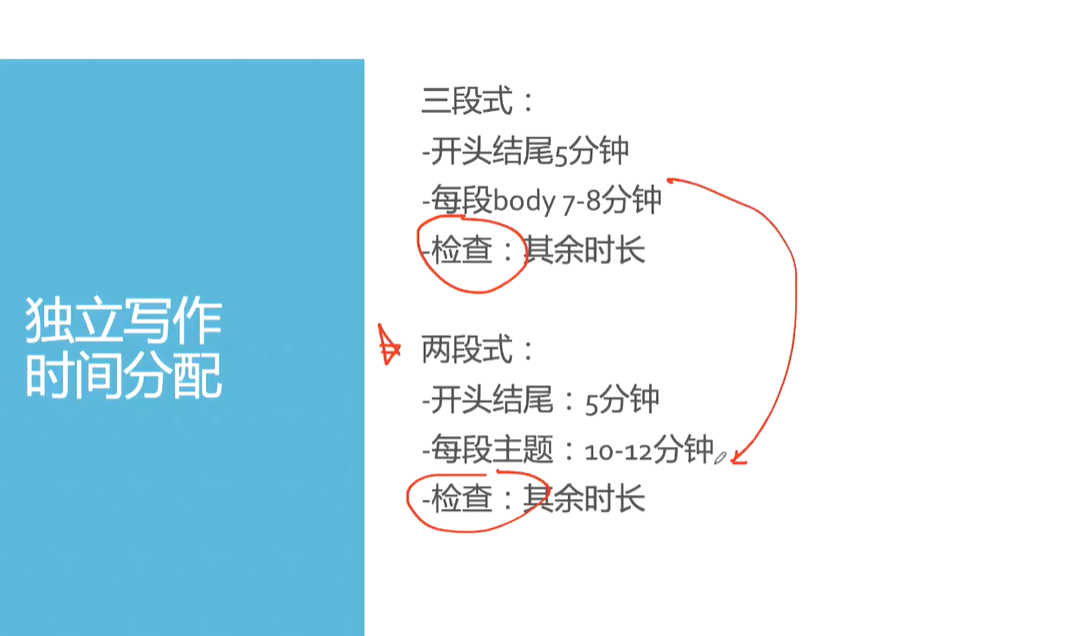 独立写作
时间分配
三段式：
-开头结尾5分钟
-每段body 7-8分钟
-检查：其余时长
两段式：
-开头结尾：5分钟
-每段主题：10-12分钟
-检查：其余时长